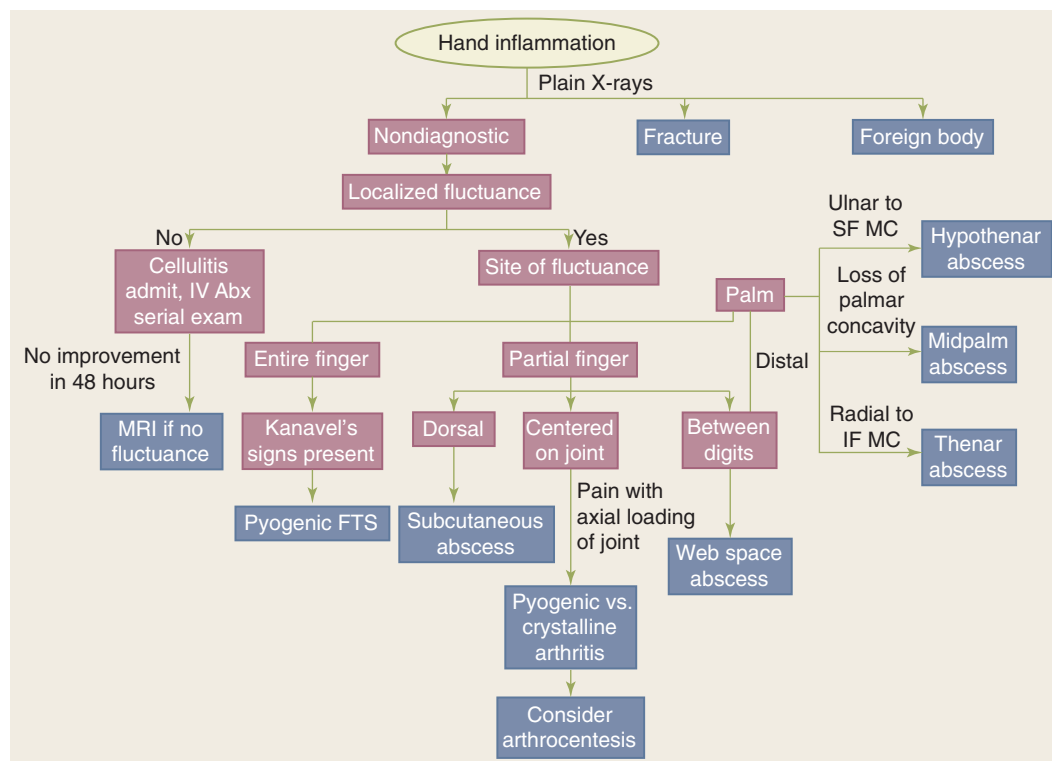 Hand inflammation
Plain X-rays
Nondiagnostic
Fracture
Foreign body
Localized fluctuance
No
Yes
Cellulitis
admit, IV Abx
serial exam
Site of fluctuance
Palm
Ulnar to
SF MC
Hypothenar
abscess
Loss of
palmar
concavity
Midpalm
abscess
Radial to
IF MC
Thenar
abscess
Distal
No improvement
in 48 hours
MRI if no
fluctuance
Entire finger
Partial finger
Kanavel's
signs present
Dorsal
Centered
on joint
Between
digits
Pyogenic FTS
Subcutaneous
abscess
Pain with
axial loading
of joint
Web space
abscess
Pyogenic vs.
crystalline
arthritis
Consider
arthrocentesis